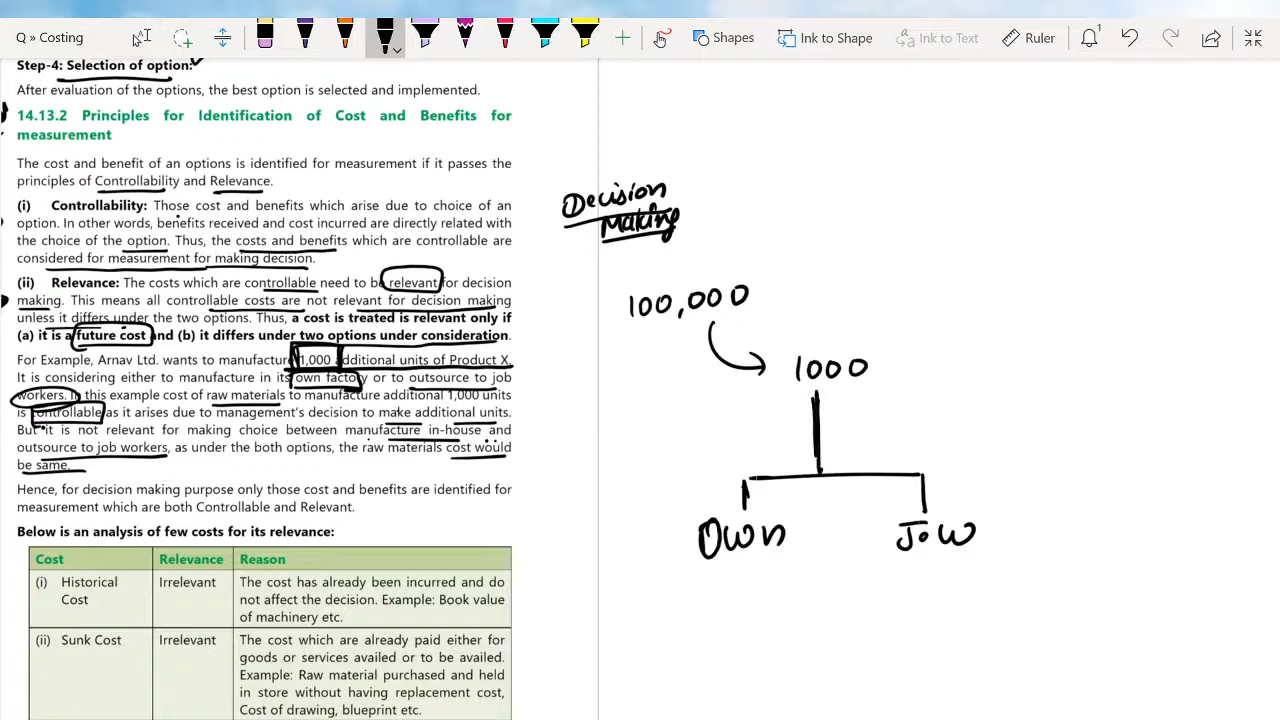 Q » Costing
Shapes
Ink to Shape
Ink to Text
Ruler
Step-4: Selection of option:
After evaluation of the options, the best option is selected and implemented.
14.13.2 Principles for Identification of Cost and Benefits for
measurement
The cost and benefit of an options is identified for measurement if it passes the
principles of Controllability and Relevance.
(i) Controllability: Those cost and benefits which arise due to choice of an
option. In other words, benefits received and cost incurred are directly related with
the choice of the option. Thus, the costs and benefits which are controllable are
considered for measurement for making decision.
(ii) Relevance: The costs which are controllable need to be relevant for decision
making. This means all controllable costs are not relevant for decision making
unless it differs under the two options. Thus, a cost is treated is relevant only if
(a) it is a future cost and (b) it differs under two options under consideration.
For Example, Arnav Ltd. wants to manufacture 1,000 additional units of Product X.
It is considering either to manufacture in its own factory or to outsource to job
workers. In this example cost of raw materials to manufacture additional 1,000 units
is controllable as it arises due to management's decision to make additional units.
But it is not relevant for making choice between manufacture in-house and
outsource to job workers, as under the both options, the raw materials cost would
be same.
Hence, for decision making purpose only those cost and benefits are identified for
measurement which are both Controllable and Relevant.
Below is an analysis of few costs for its relevance:
Cost Relevance Reason
(i) Historical Cost Irrelevant The cost has already been incurred and do
not affect the decision. Example: Book value
of machinery etc.
(ii) Sunk Cost Irrelevant The cost which are already paid either for
goods or services availed or to be availed.
Example: Raw material purchased and held
in store without having replacement cost,
Cost of drawing, blueprint etc.
Decision
Making
100,000
1000
Own JoW